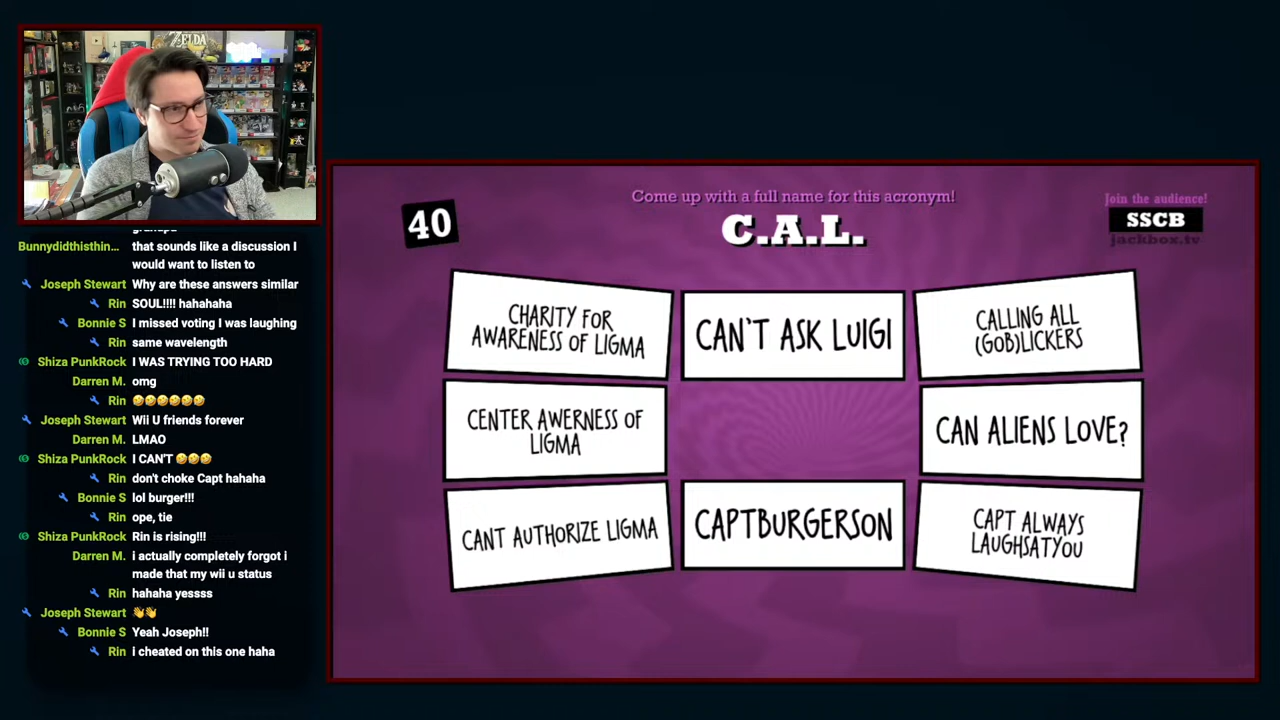 ZELDA
grandpa
Bunnydidthisthin... that sounds like a discussion I
would want to listen to
Joseph Stewart Why are these answers similar
Rin SOUL!!!! hahahaha
Bonnie S I missed voting I was laughing
Rin same wavelength
Shiza PunkRock I WAS TRYING TOO HARD
Darren M. omg
Rin 🤣🤣🤣🤣🤣🤣
Joseph Stewart Wii U friends forever
Darren M. LMAO
Shiza PunkRock I CAN'T 🤣🤣🤣
Rin don't choke Capt hahaha
Bonnie S lol burger!!!
Rin ope, tie
Shiza PunkRock Rin is rising!!!
Darren M. i actually completely forgot i
made that my wii u status
Rin hahaha yessss
Joseph Stewart 👏👏
Bonnie S Yeah Joseph!!
Rin i cheated on this one haha
40
Come up with a full name for this acronym!
C.A.L.
Join the audience!
SSCB
jackbox.tv
CHARITY FOR
AWARENESS OF LIGMA
CAN'T ASK LUIGI
CALLING ALL
(GOB)LICKERS
CENTER AWERNESS OF
LIGMA
CAN ALIENS LOVE?
CANT AUTHORIZE LIGMA
CAPTBURGERSON
CAPT ALWAYS
LAUGHSATYOU